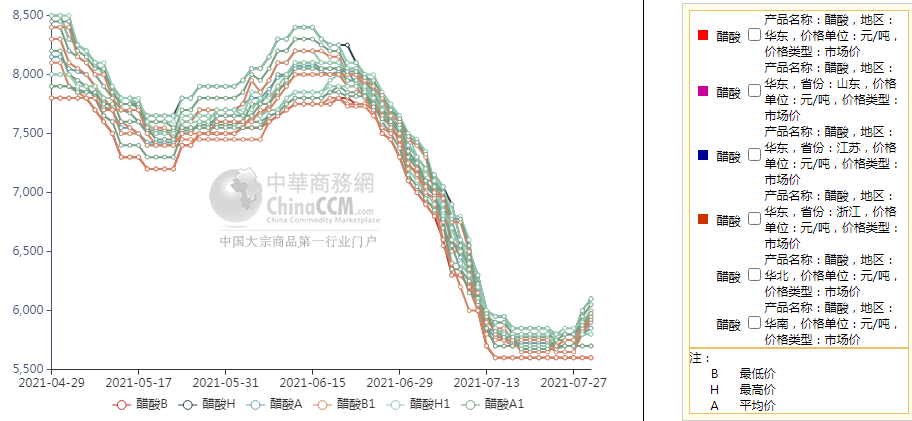 8,500
8,000
7,500
7,000
6,500
6,000
5,500
2021-04-29
2021-05-17
2021-05-31
2021-06-15
2021-06-29
2021-07-13
2021-07-27
中華商務網
ChinaCCM.com
China Commodity Marketplace
中国大宗商品第一行业门户
醋酸B
醋酸H
醋酸A
醋酸B1
醋酸H1
醋酸A1
醋酸
产品名称：醋酸，地区：
华东，价格单位：元/吨，
价格类型：市场价
醋酸
产品名称：醋酸，地区：
华东，省份：山东，价格
单位：元/吨，价格类型：
市场价
醋酸
产品名称：醋酸，地区：
华东，省份：江苏，价格
单位：元/吨，价格类型：
市场价
醋酸
产品名称：醋酸，地区：
华东，省份：浙江，价格
单位：元/吨，价格类型：
市场价
醋酸
产品名称：醋酸，地区：
华北，价格单位：元/吨，
价格类型：市场价
醋酸
产品名称：醋酸，地区：
华南，价格单位：元/吨，
价格类型：市场价
注：
B 最低价
H 最高价
A 平均价